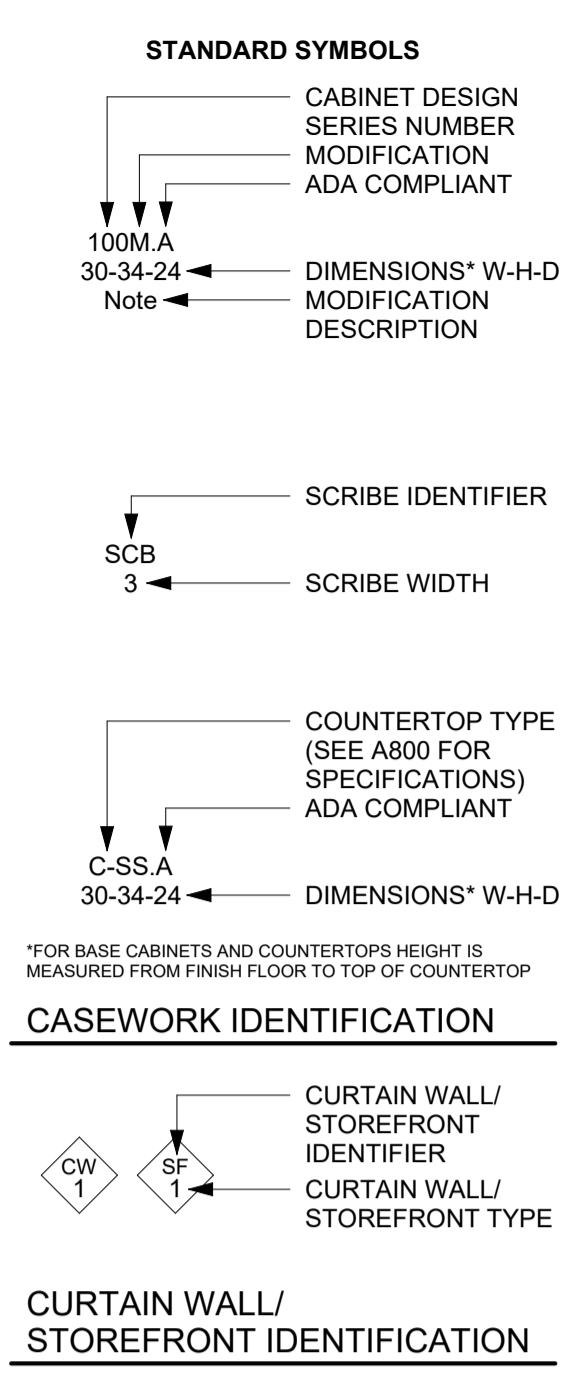 STANDARD SYMBOLS
CABINET DESIGN
SERIES NUMBER
MODIFICATION
ADA COMPLIANT
100M.A
30-34-24
DIMENSIONS* W-H-D
Note
MODIFICATION
DESCRIPTION
SCRIBE IDENTIFIER
SCB
3
SCRIBE WIDTH
COUNTERTOP TYPE
(SEE A800 FOR
SPECIFICATIONS)
ADA COMPLIANT
C-SS.A
30-34-24
DIMENSIONS* W-H-D
*FOR BASE CABINETS AND COUNTERTOPS HEIGHT IS
MEASURED FROM FINISH FLOOR TO TOP OF COUNTERTOP
CASEWORK IDENTIFICATION
CURTAIN WALL/
STOREFRONT
IDENTIFIER
CW
1
SF
1
CURTAIN WALL/
STOREFRONT TYPE
CURTAIN WALL/
STOREFRONT IDENTIFICATION